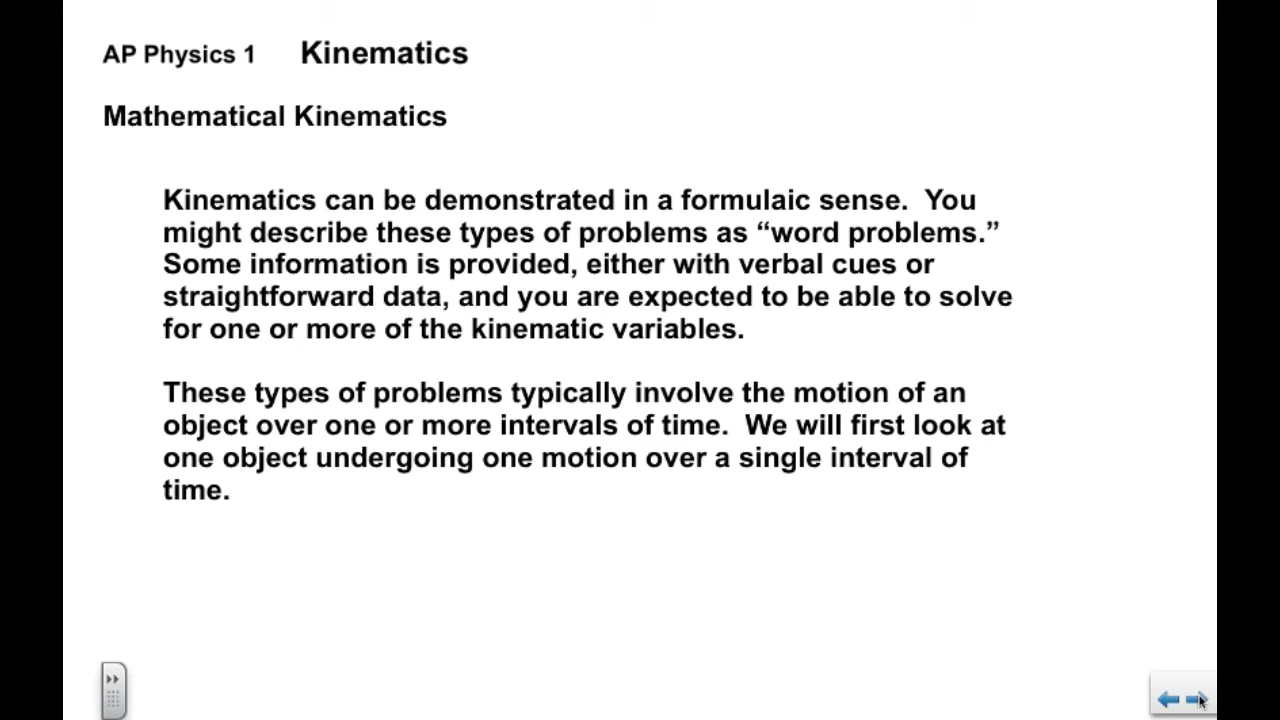 AP Physics 1 Kinematics
Mathematical Kinematics
Kinematics can be demonstrated in a formulaic sense. You
might describe these types of problems as “word problems.”
Some information is provided, either with verbal cues or
straightforward data, and you are expected to be able to solve
for one or more of the kinematic variables.
These types of problems typically involve the motion of an
object over one or more intervals of time. We will first look at
one object undergoing one motion over a single interval of
time.